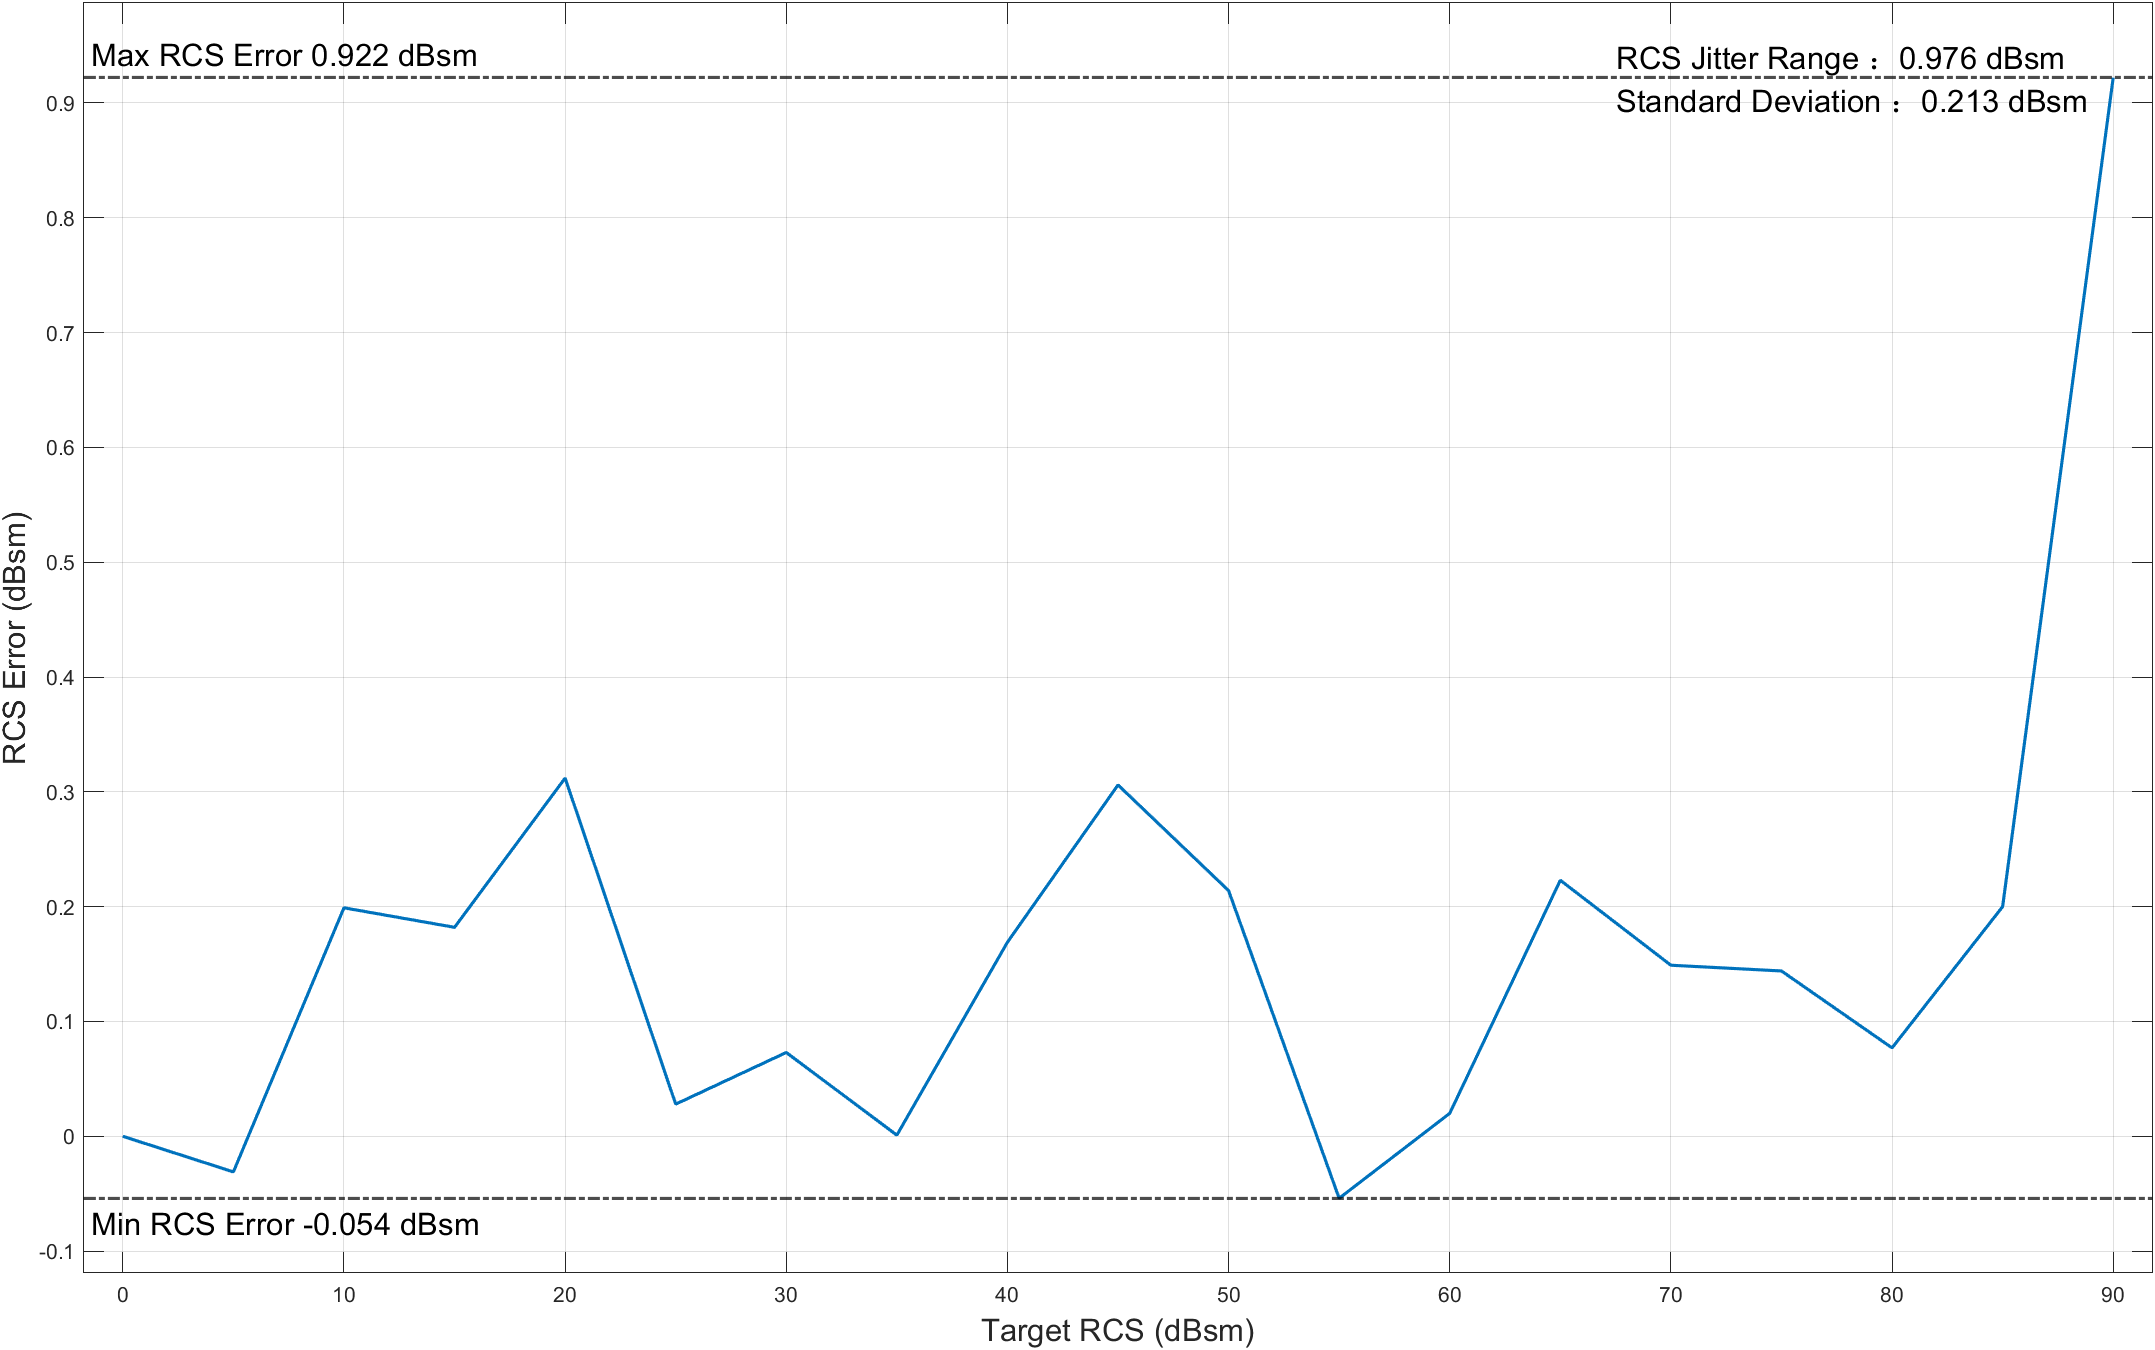 Max RCS Error 0.922 dBsm
RCS Jitter Range： 0.976 dBsm
Standard Deviation： 0.213 dBsm
0.9
0.8
0.7
0.6
0.5
0.4
0.3
0.2
0.1
0
-0.1
RCS Error (dBsm)
Min RCS Error -0.054 dBsm
0 10 20 30 40 50 60 70 80 90
Target RCS (dBsm)